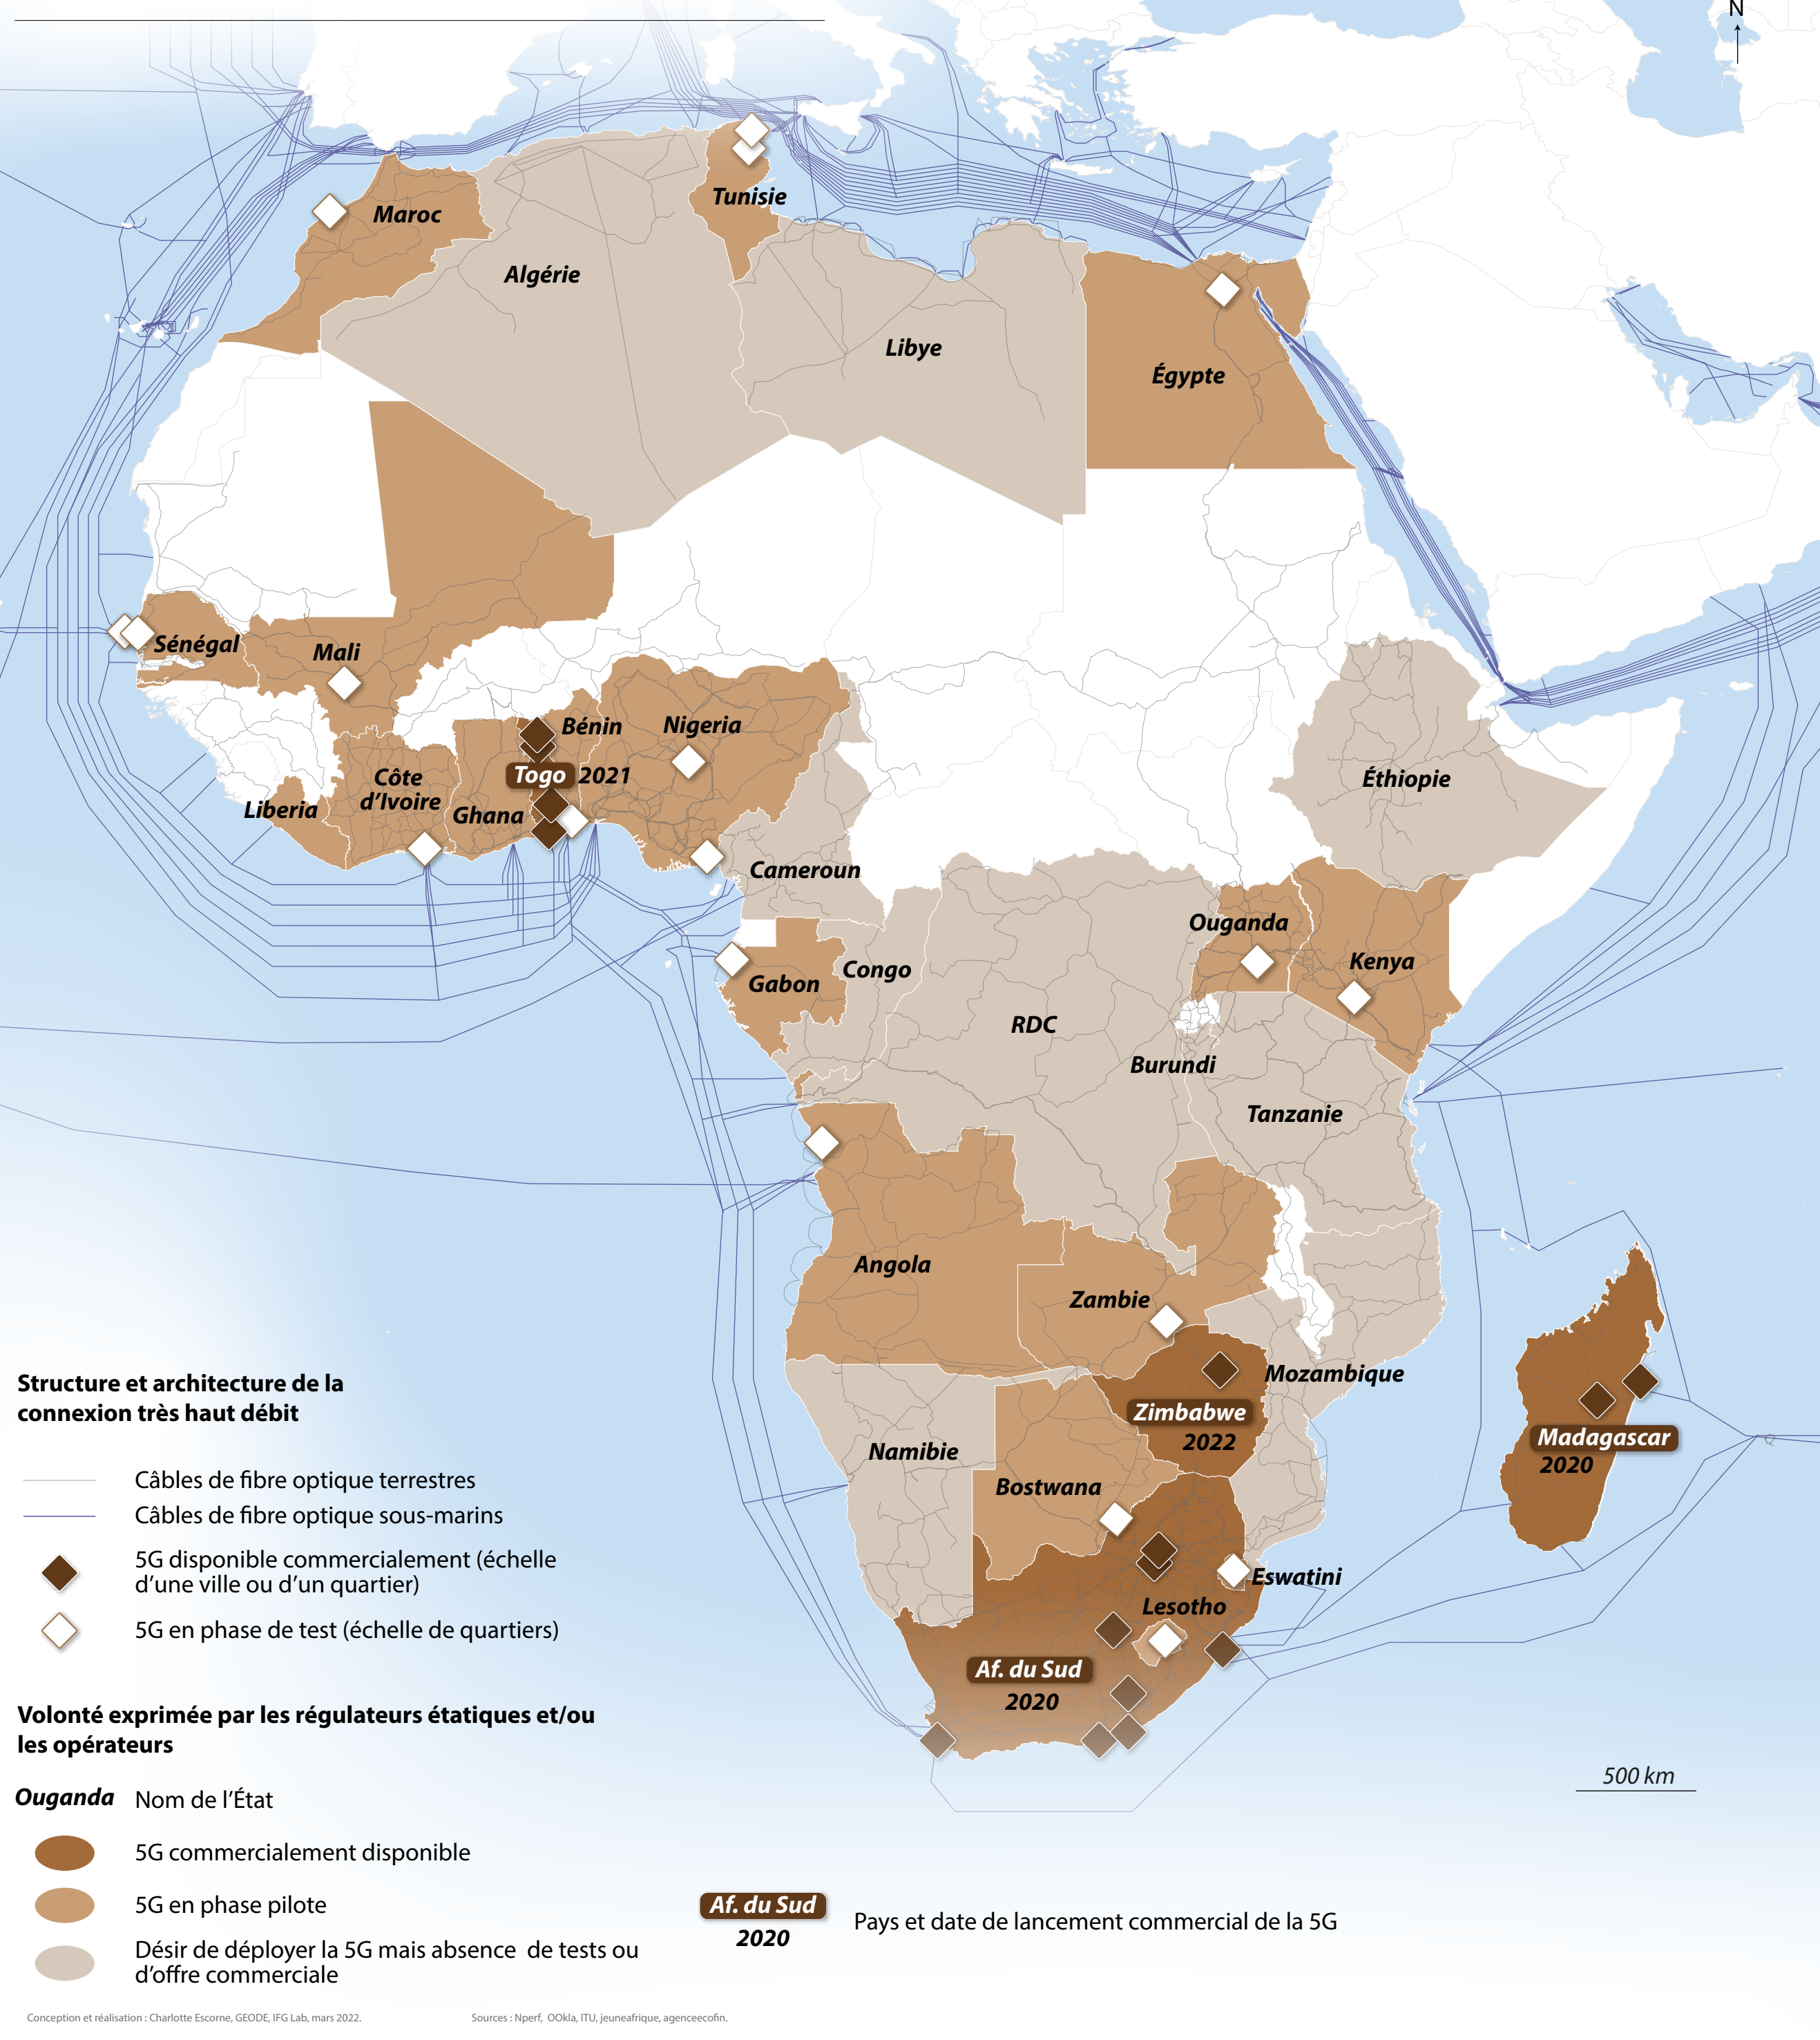 N
Tunisie
Maroc
Algérie
Libye
Égypte
Sénégal
Mali
Bénin
Nigeria
Togo 2021
Côte
d'Ivoire
Liberia
Ghana
Éthiopie
Cameroun
Ouganda
Kenya
Congo
Gabon
RDC
Burundi
Tanzanie
Angola
Zambie
Mozambique
Zimbabwe
2022
Madagascar
2020
Namibie
Bostwana
Eswatini
Lesotho
Af. du Sud
2020
500 km
Structure et architecture de la
connexion très haut débit
Câbles de fibre optique terrestres
Câbles de fibre optique sous-marins
5G disponible commercialement (échelle
d'une ville ou d'un quartier)
5G en phase de test (échelle de quartiers)
Volonté exprimée par les régulateurs étatiques et/ou
les opérateurs
Ouganda Nom de l'État
5G commercialement disponible
5G en phase pilote
Désir de déployer la 5G mais absence de tests ou
d'offre commerciale
Af. du Sud
2020
Pays et date de lancement commercial de la 5G
Conception et réalisation : Charlotte Escorne, GEODE, IFG Lab, mars 2022.
Sources : Nperf, OOkla, ITU, jeuneafrique, agenceecofin.